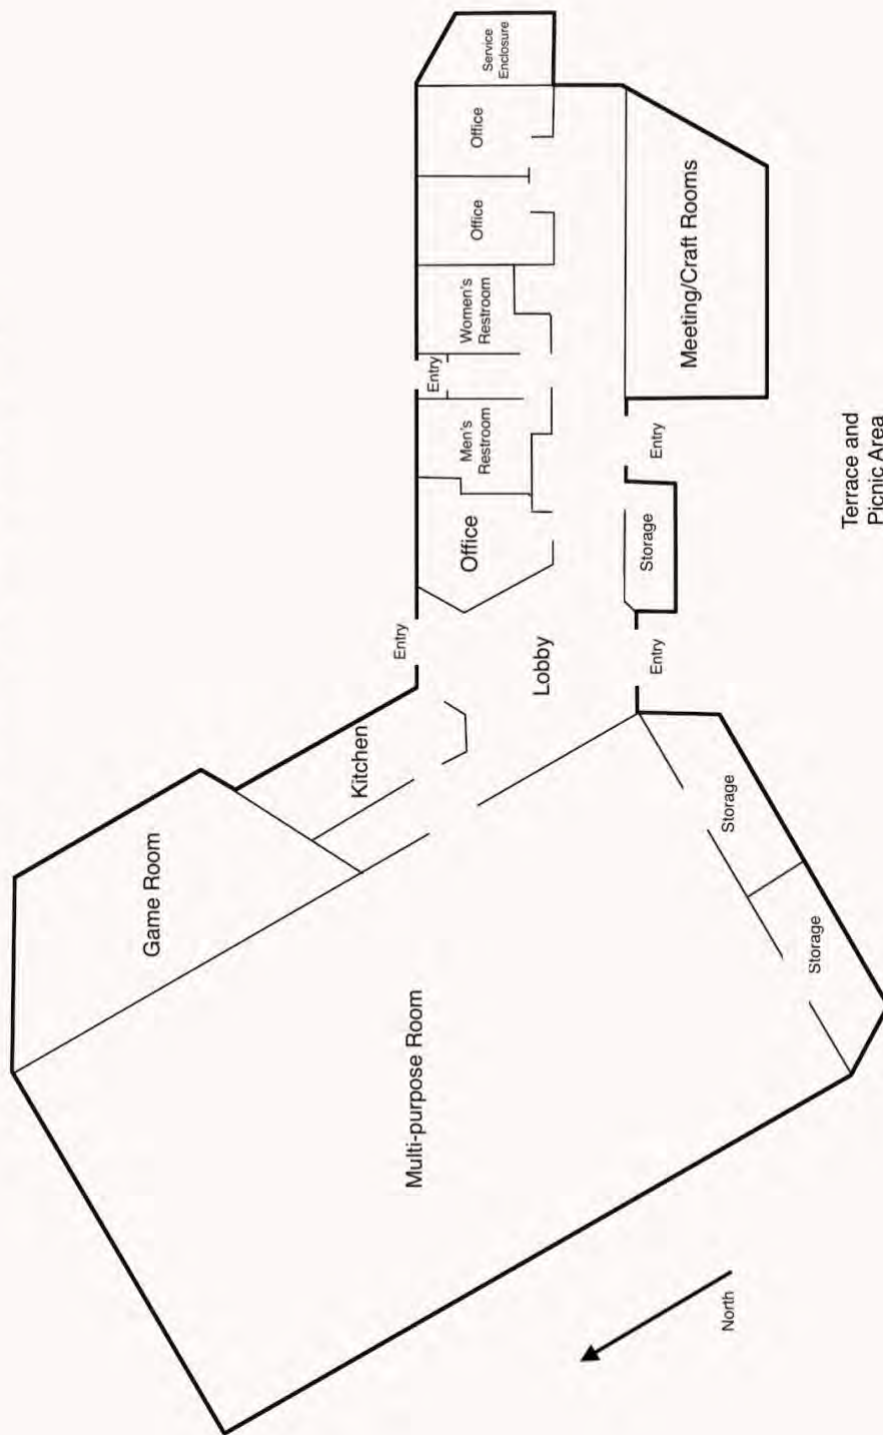 Game Room
Kitchen
Entry
Office
Men's
Restroom
Entry
Women's
Restroom
Office
Office
Service
Enclosure
Multi-purpose Room
Lobby
Storage
Storage
Entry
Storage
Entry
Meeting/Craft Rooms
North
Terrace and
Picnic Area